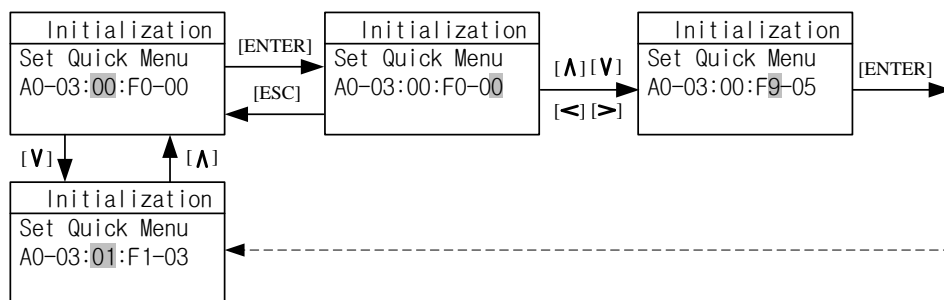 Initialization
Set Quick Menu
A0-03:00:F0-00
[ENTER]
[ESC]
Initialization
Set Quick Menu
A0-03:00:F0-00
[∧] [∨]
[<] [>]
Initialization
Set Quick Menu
A0-03:00:F9-05
[ENTER]
[∨]
[∧]
Initialization
Set Quick Menu
A0-03:01:F1-03